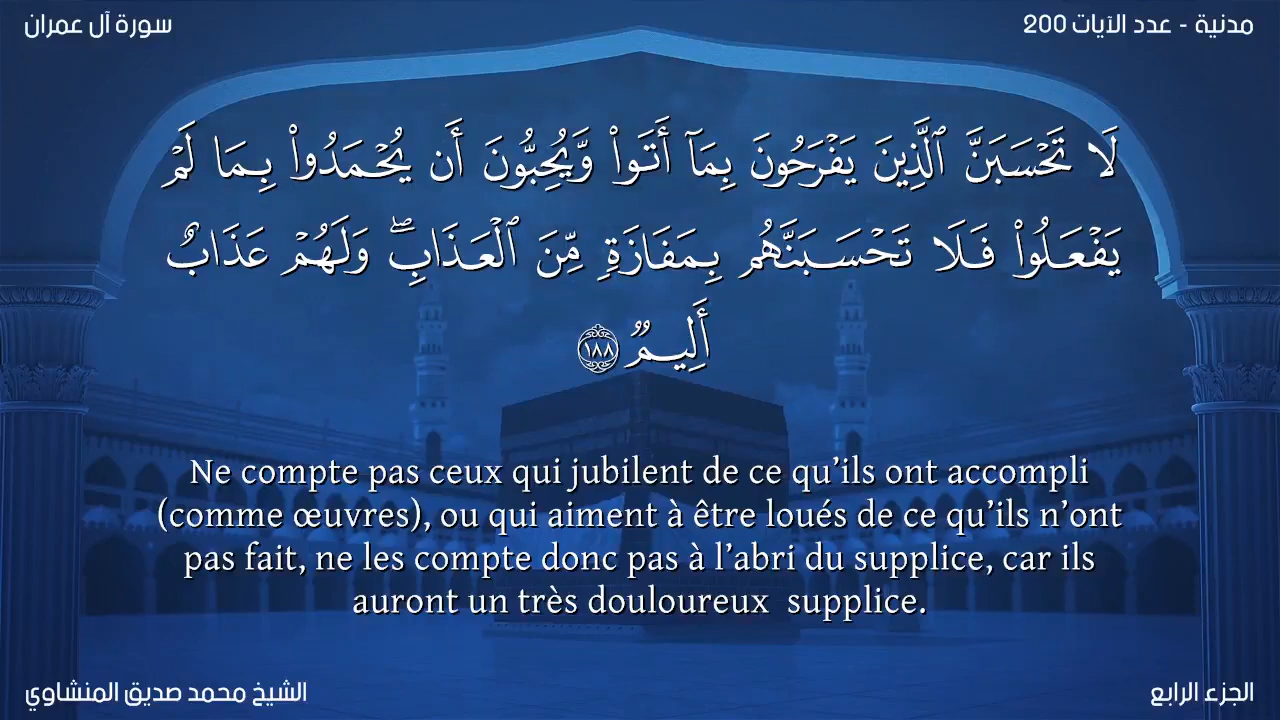 مدنية - عدد الآيات 200
سورة آل عمران
لَا تَحْسَبَنَّ ٱلَّذِينَ يَفْرَحُونَ بِمَآ أَتَوا۟ وَّيُحِبُّونَ أَن يُحْمَدُوا۟ بِمَا لَمْ
يَفْعَلُوا۟ فَلَا تَحْسَبَنَّهُم بِمَفَازَةٍ مِّنَ ٱلْعَذَابِ ۖ وَلَهُمْ عَذَابٌ
أَلِيمٌ ١٨٨
Ne compte pas ceux qui jubilent de ce qu’ils ont accompli
(comme œuvres), ou qui aiment à être loués de ce qu’ils n’ont
pas fait, ne les compte donc pas à l’abri du supplice, car ils
auront un très douloureux  supplice.
الجزء الرابع
الشيخ محمد صديق المنشاوي